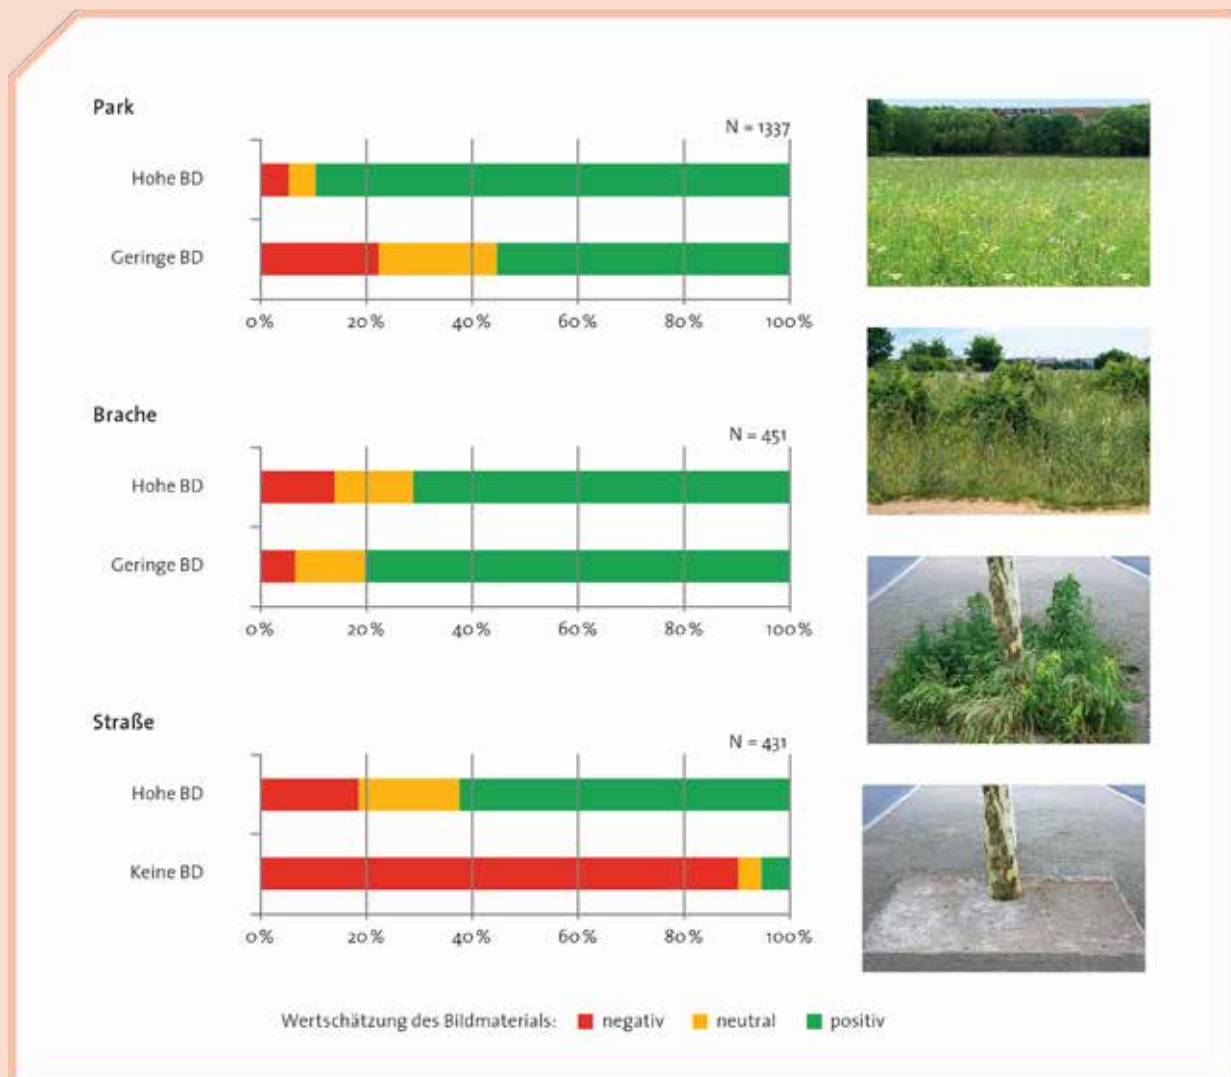 Park
N = 1337
Hohe BD
Geringe BD
0% 20% 40% 60% 80% 100%
Brache
N = 451
Hohe BD
Geringe BD
0% 20% 40% 60% 80% 100%
Straße
N = 431
Hohe BD
Keine BD
0% 20% 40% 60% 80% 100%
Wertschätzung des Bildmaterials: negativ neutral positiv